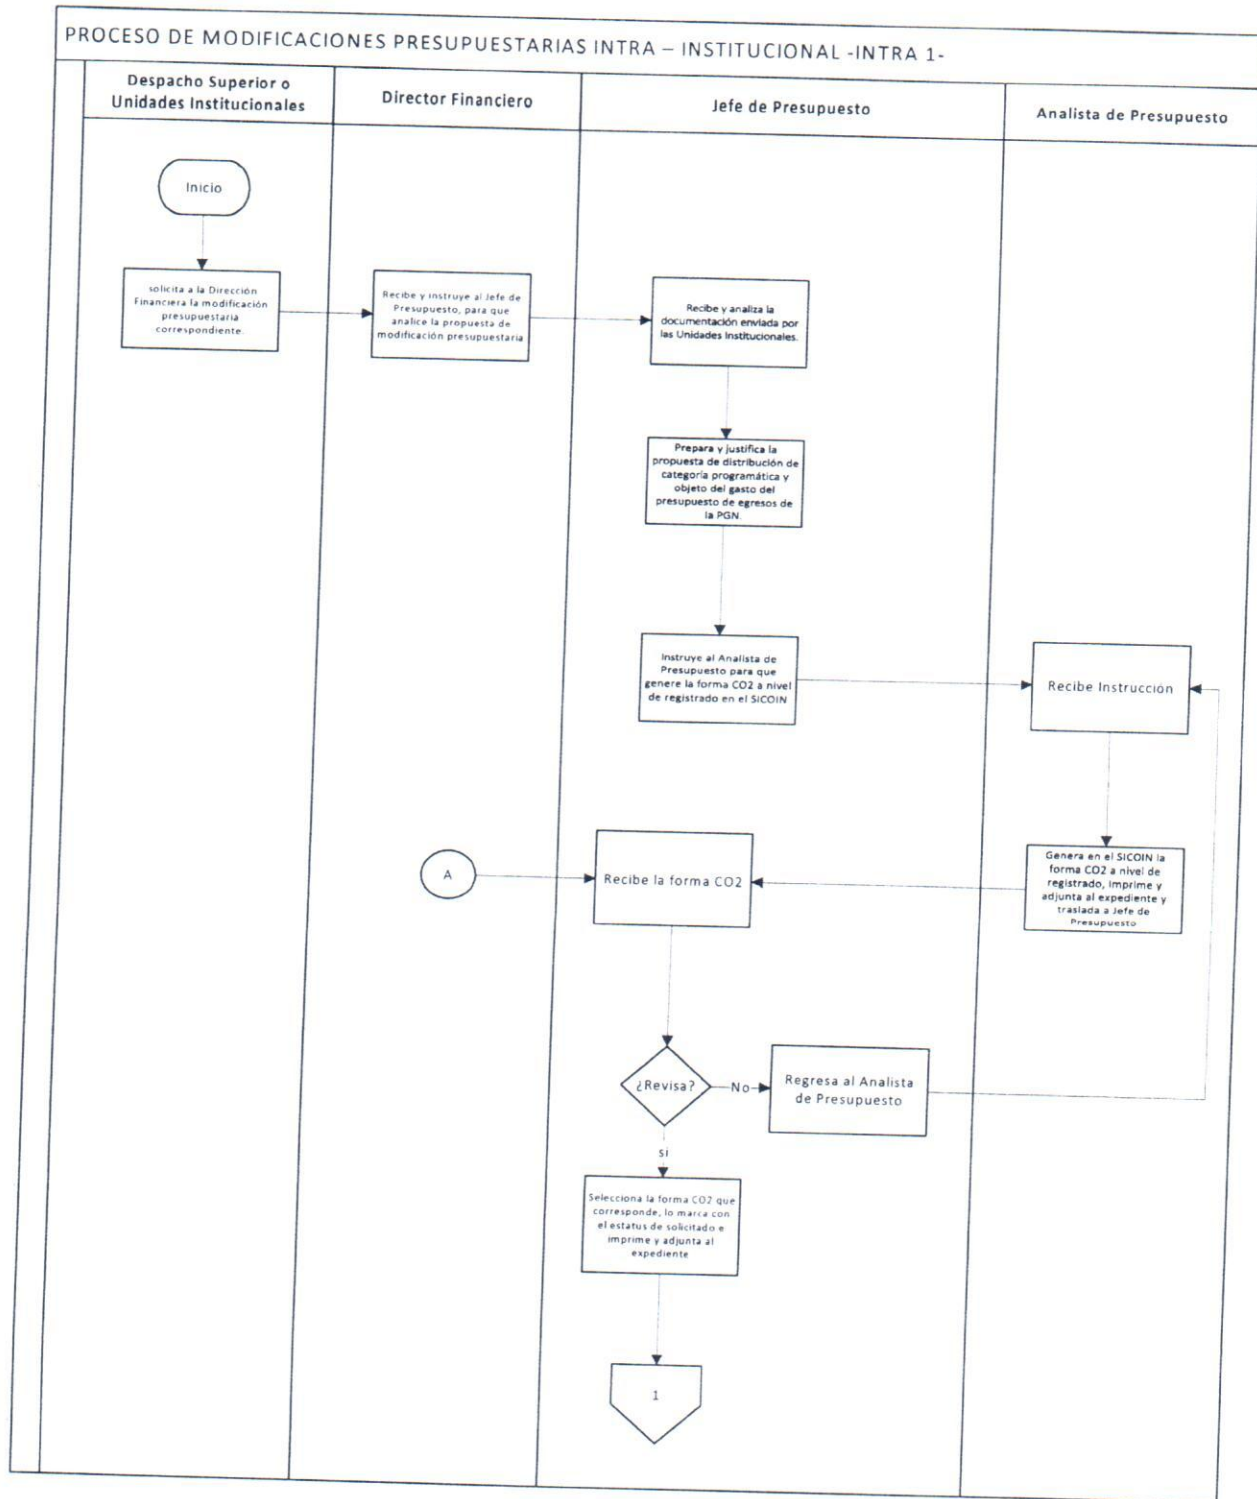 PROCESO DE MODIFICACIONES PRESUPUESTARIAS INTRA – INSTITUCIONAL -INTRA 1-
Despacho Superior o
Unidades Institucionales
Director Financiero
Jefe de Presupuesto
Analista de Presupuesto
Inicio
solicita a la Dirección
Financiera la modificación
presupuestaria
correspondiente.
Recibe y instruye al Jefe de
Presupuesto, para que
analice la propuesta de
modificación presupuestaria
Recibe y analiza la
documentación enviada por
las Unidades Institucionales.
Prepara y justifica la
propuesta de distribución de
categoría programática y
objeto del gasto del
presupuesto de egresos de
la PGN.
Instruye al Analista de
Presupuesto para que
genere la forma CO2 a nivel
de registrado en el SICOIN
Recibe Instrucción
Genera en el SICOIN la
forma CO2 a nivel de
registrado, imprime y
adjunta al expediente y
traslada a Jefe de
Presupuesto
A
Recibe la forma CO2
¿Revisa?
No
Regresa al Analista
de Presupuesto
si
Selecciona la forma CO2 que
corresponde, lo marca con
el estatus de solicitado e
imprime y adjunta al
expediente
1